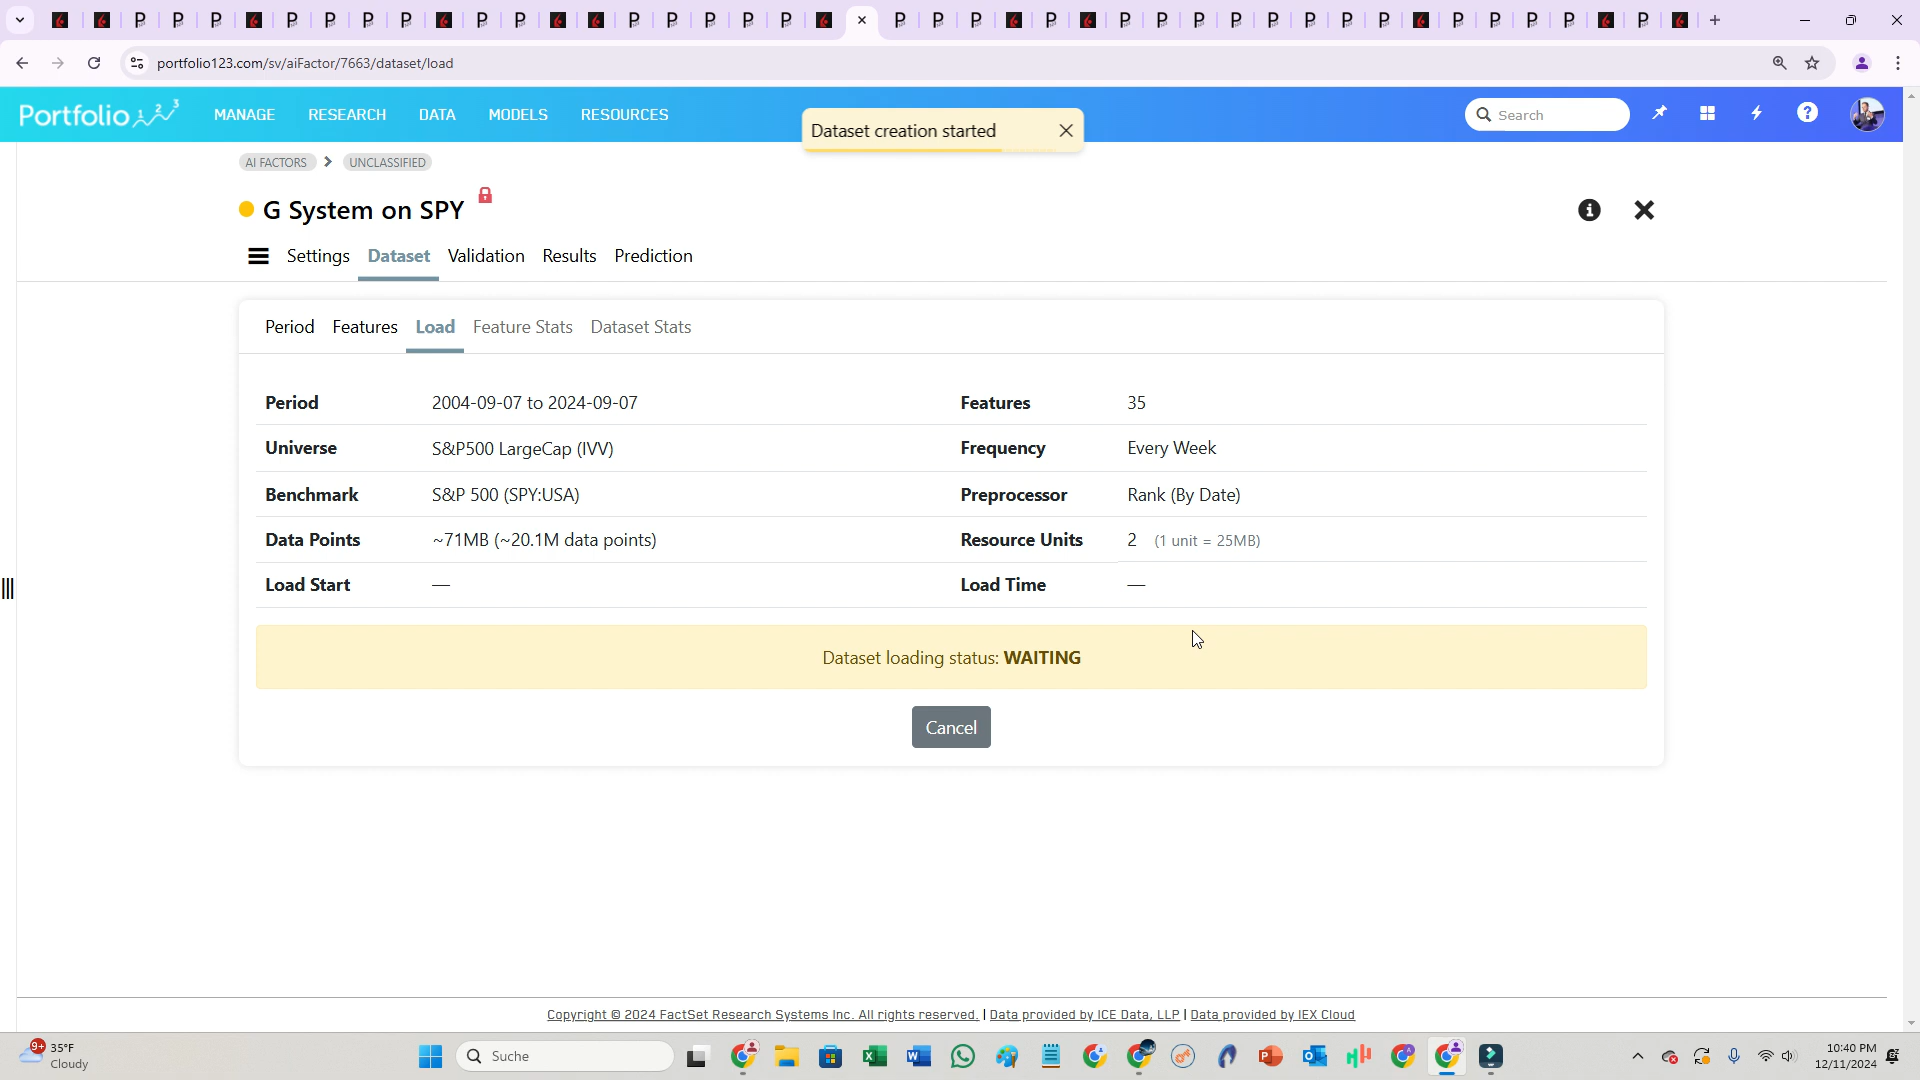 portfolio123.com/sv/aiFactor/7663/dataset/load
Portfolio123 MANAGE RESEARCH DATA MODELS RESOURCES
Dataset creation started
Search
AI FACTORS > UNCLASSIFIED
G System on SPY
Settings Dataset Validation Results Prediction
Period Features Load Feature Stats Dataset Stats
Period 2004-09-07 to 2024-09-07 Features 35
Universe S&P500 LargeCap (IVV) Frequency Every Week
Benchmark S&P 500 (SPY:USA) Preprocessor Rank (By Date)
Data Points ~71MB (~20.1M data points) Resource Units 2 (1 unit = 25MB)
Load Start — Load Time —
Dataset loading status: WAITING
Cancel
Copyright © 2024 FactSet Research Systems Inc. All rights reserved. | Data provided by ICE Data, LLP | Data provided by IEX Cloud
9+ 35°F
Cloudy
Suche
10:40 PM
12/11/2024